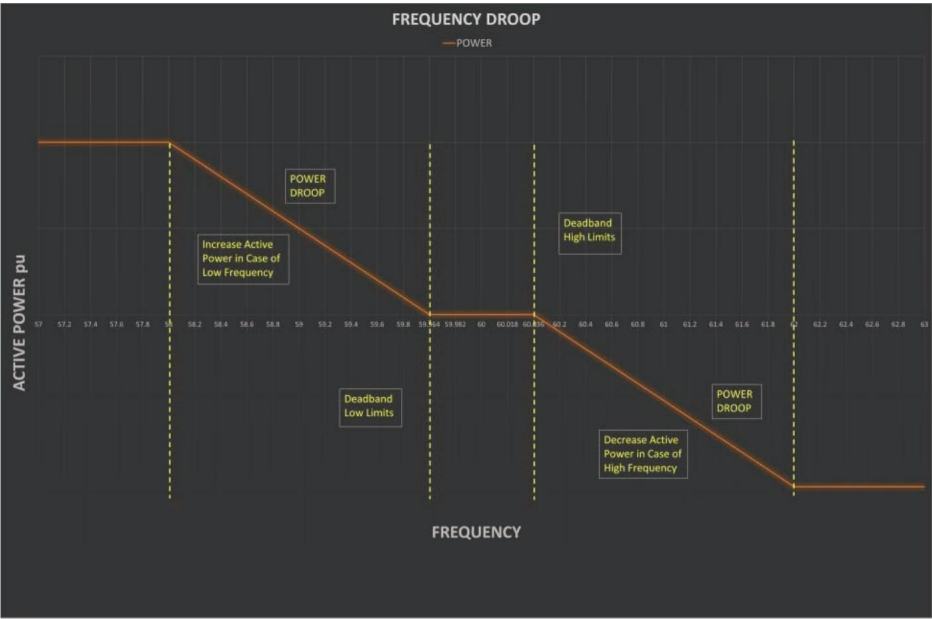 FREQUENCY DROOP
POWER
POWER
DROOP
Deadband
High Limits
Increase Active
Power in Case of
Low Frequency
ACTIVE POWER pu
57 57.2 57.4 57.6 57.8 58.2 58.4 58.6 58.8 59 59.2 59.4 59.6 59.8 59.982 60 60.018 60.2 60.4 60.6 60.8 61 61.2 61.4 61.6 61.8 62.2 62.4 62.6 62.8 63
Deadband
Low Limits
POWER
DROOP
Decrease Active
Power in Case of
High Frequency
FREQUENCY